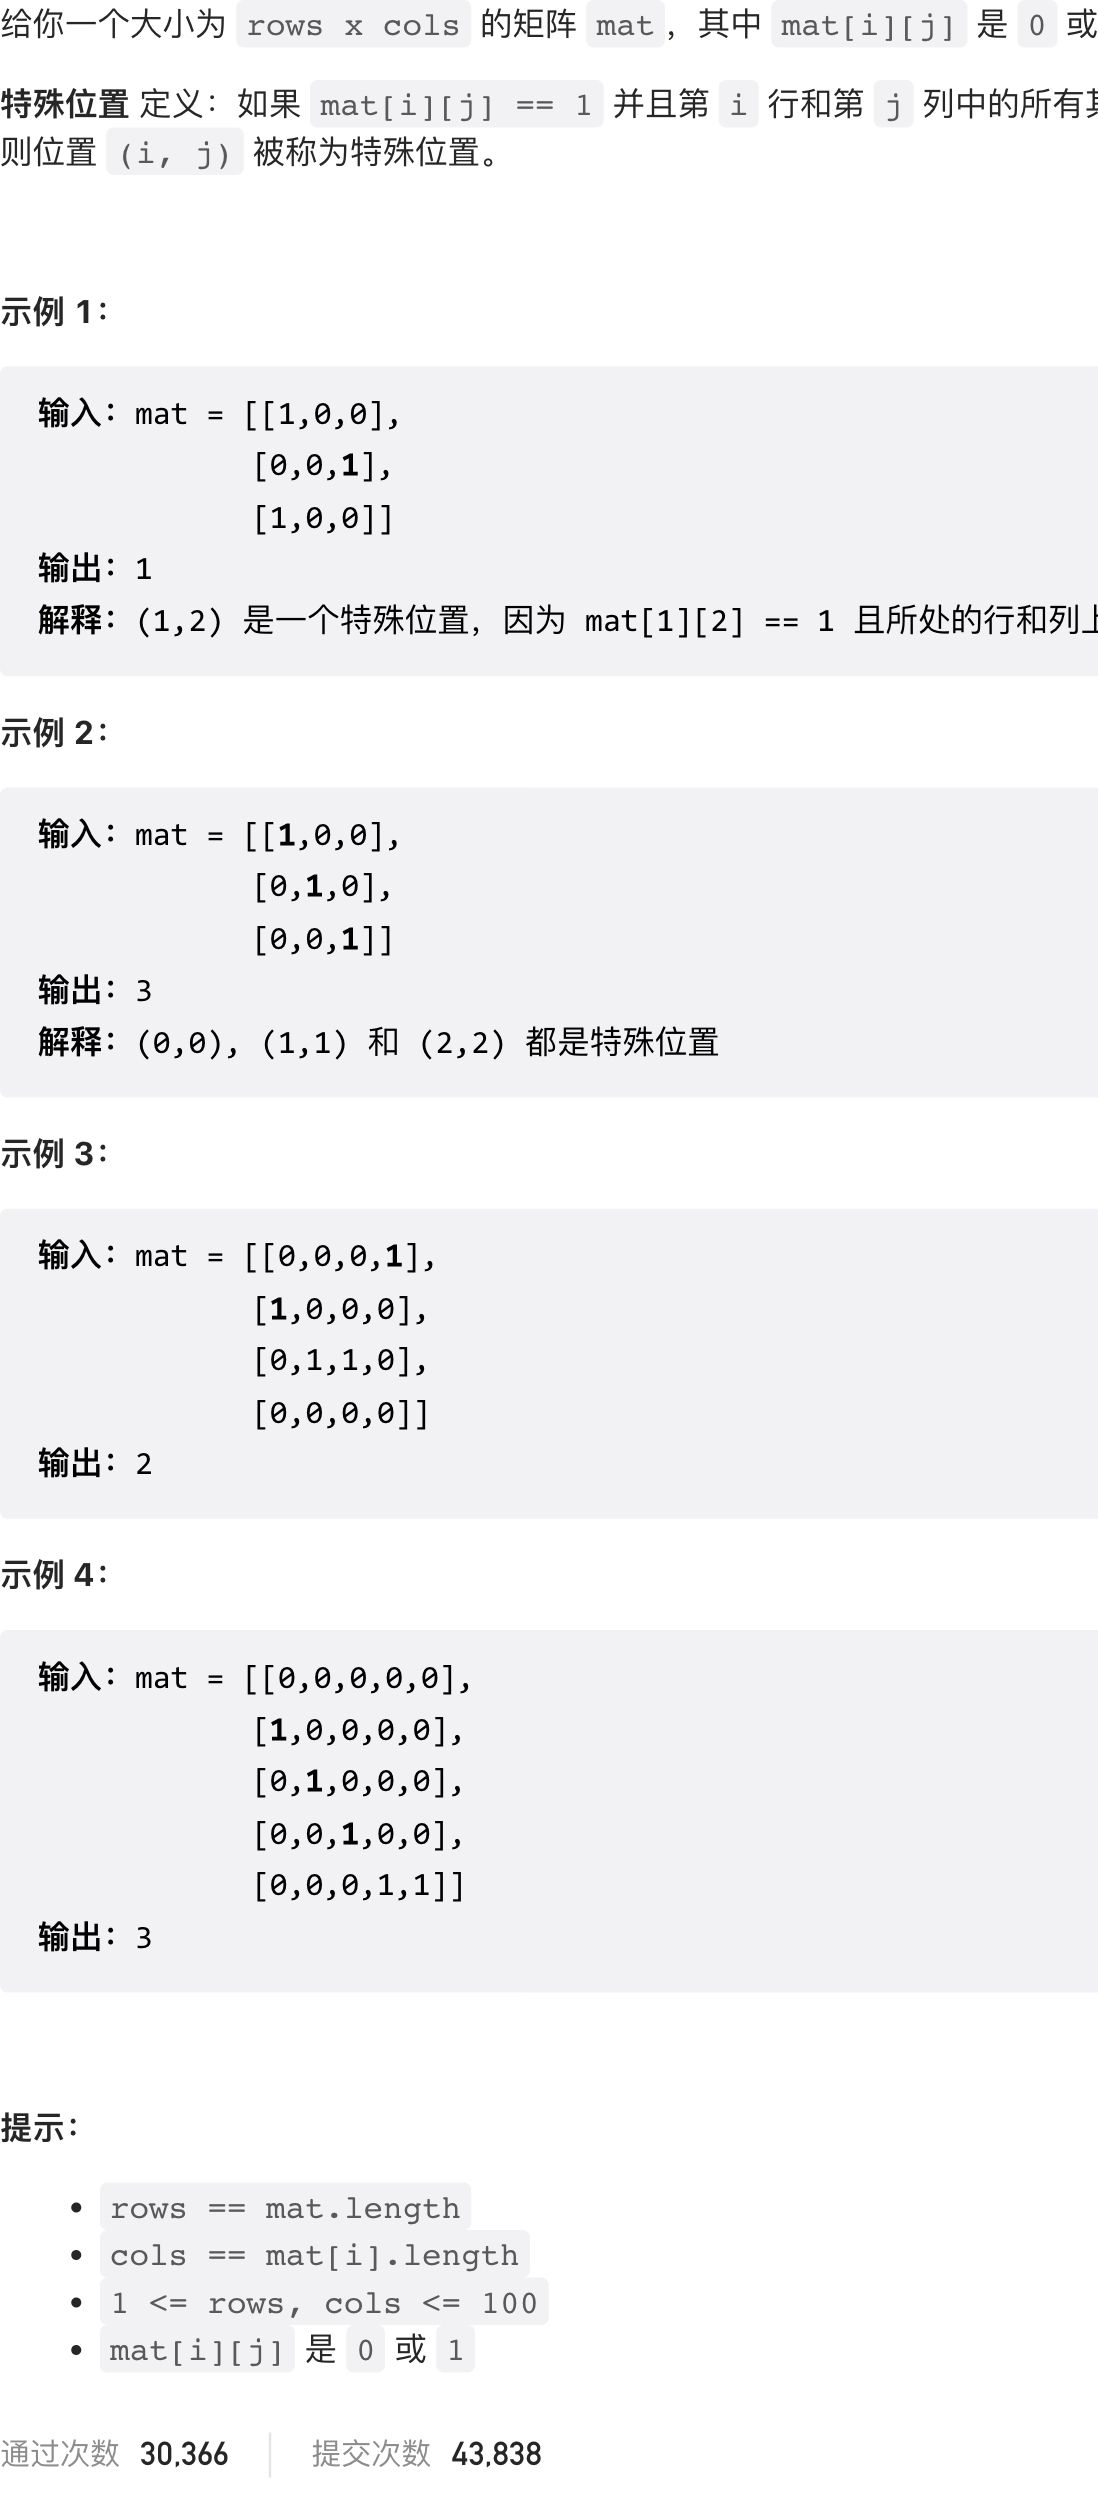 给你一个大小为 rows x cols 的矩阵 mat，其中 mat[i][j] 是 0 或
特殊位置 定义：如果 mat[i][j] == 1 并且第 i 行和第 j 列中的所有
则位置 (i, j) 被称为特殊位置。
示例 1：
输入：mat = [[1,0,0],
[0,0,1],
[1,0,0]]
输出：1
解释：(1,2) 是一个特殊位置，因为 mat[1][2] == 1 且所处的行和列上
示例 2：
输入：mat = [[1,0,0],
[0,1,0],
[0,0,1]]
输出：3
解释：(0,0), (1,1) 和 (2,2) 都是特殊位置
示例 3：
输入：mat = [[0,0,0,1],
[1,0,0,0],
[0,1,1,0],
[0,0,0,0]]
输出：2
示例 4：
输入：mat = [[0,0,0,0,0],
[1,0,0,0,0],
[0,1,0,0,0],
[0,0,1,0,0],
[0,0,0,1,1]]
输出：3
提示：
• rows == mat.length
• cols == mat[i].length
• 1 <= rows, cols <= 100
• mat[i][j] 是 0 或 1
通过次数 30,366 提交次数 43,838